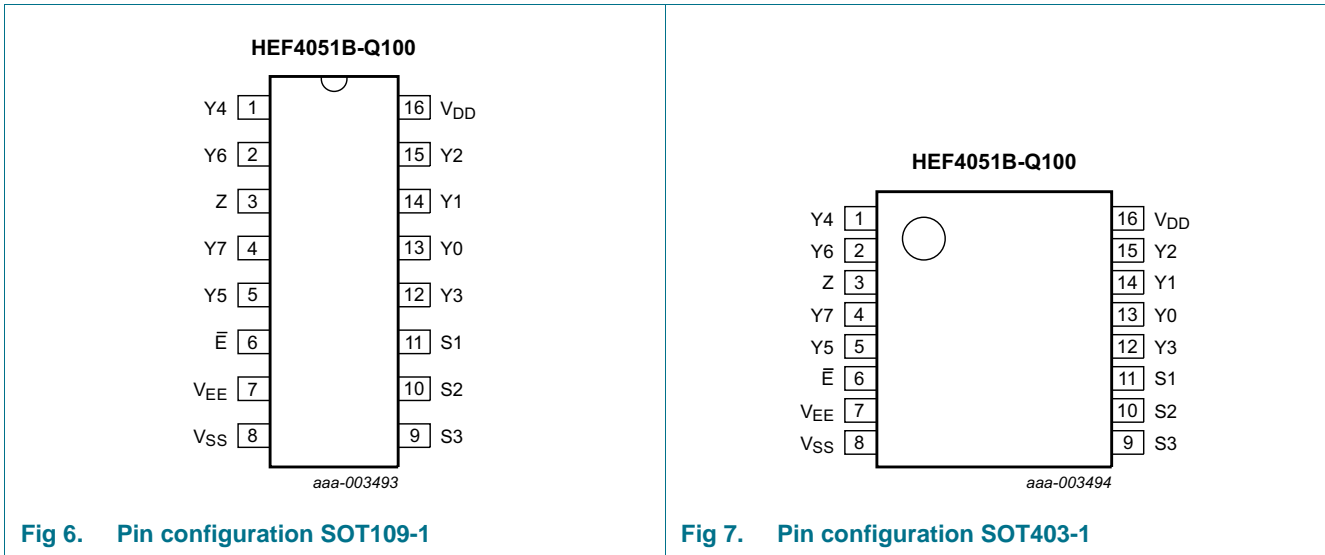 HEF4051B-Q100
Y4 1 16 VDD
Y6 2 15 Y2
Z 3 14 Y1
Y7 4 13 Y0
Y5 5 12 Y3
E̅ 6 11 S1
VEE 7 10 S2
VSS 8 9 S3
aaa-003493
Fig 6. Pin configuration SOT109-1
HEF4051B-Q100
Y4 1 16 VDD
Y6 2 15 Y2
Z 3 14 Y1
Y7 4 13 Y0
Y5 5 12 Y3
E̅ 6 11 S1
VEE 7 10 S2
VSS 8 9 S3
aaa-003494
Fig 7. Pin configuration SOT403-1